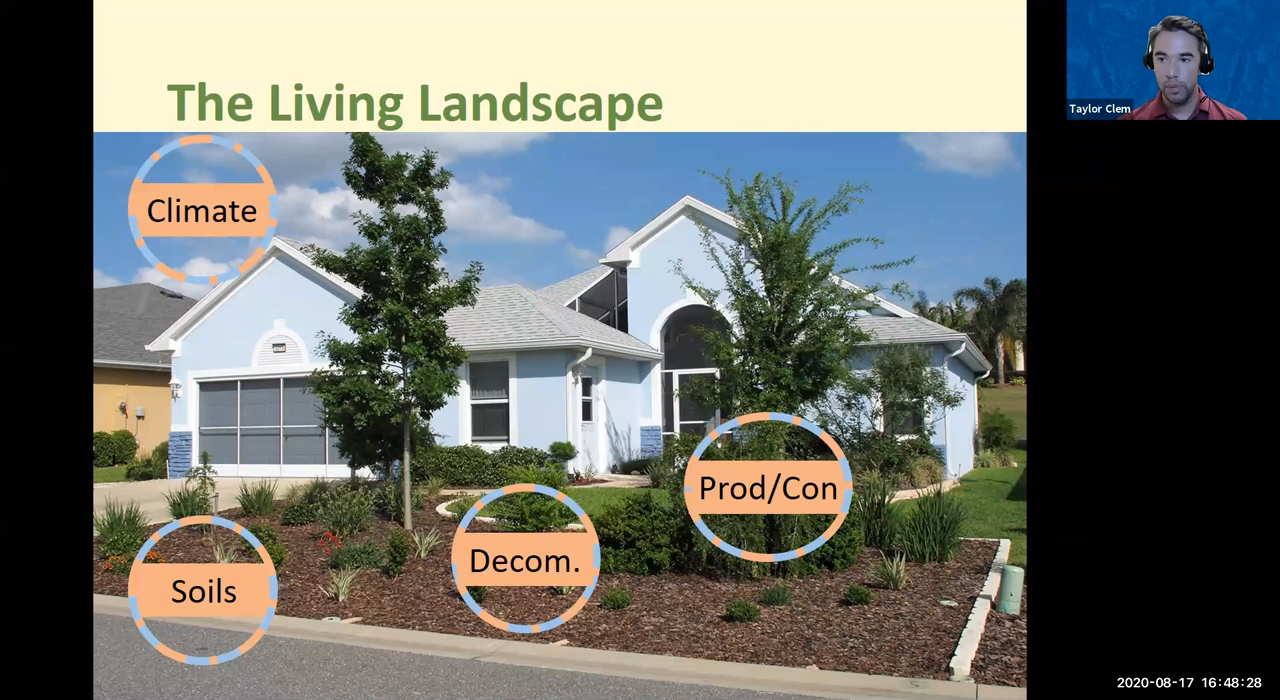 The Living Landscape
Taylor Clem
Climate
Prod/Con
Decom.
Soils
2020-08-17 16:48:28